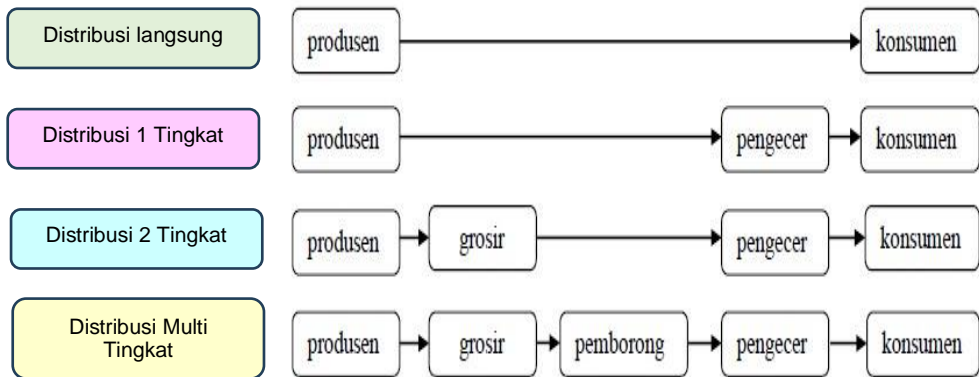 Distribusi langsung
produsen
konsumen
Distribusi 1 Tingkat
produsen
pengecer
konsumen
Distribusi 2 Tingkat
produsen
grosir
pengecer
konsumen
Distribusi Multi
Tingkat
produsen
grosir
pemborong
pengecer
konsumen